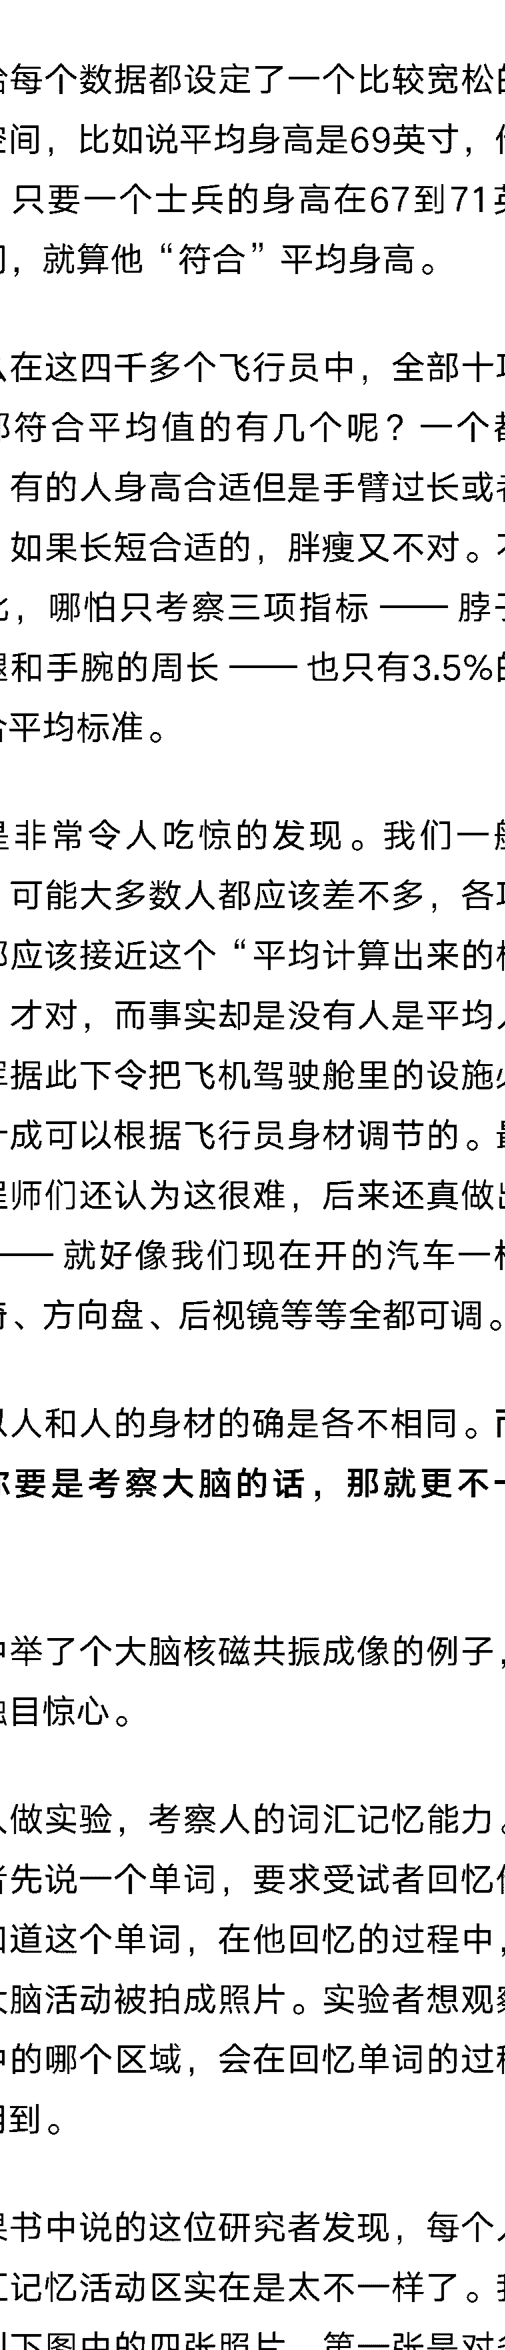 每个数据都设定了一个比较宽松
间，比如说平均身高是69英寸，
只要一个士兵的身高在67到71
，就算他“符合”平均身高。
在这四千多个飞行员中，全部十
符合平均值的有几个呢？一个
有的人身高合适但是手臂过长或
如果长短合适的，胖瘦又不对。
，哪怕只考察三项指标 —— 脖
和手腕的周长 —— 也只有3.5%
平均标准。
非常令人吃惊的发现。我们一
可能大多数人都应该差不多，各
应该接近这个“平均计算出来的
才对，而事实却是没有人是平均
据此下令把飞机驾驶舱里的设施
成可以根据飞行员身材调节的。
师们还认为这很难，后来还真做
—— 就好像我们现在开的汽车一
、方向盘、后视镜等等全都可调。
人和人的身材的确是各不相同。
要是考察大脑的话，那就更不
举了个大脑核磁共振成像的例子，
目惊心。
做实验，考察人的词汇记忆能力。
先说一个单词，要求受试者回忆
道这个单词，在他回忆的过程中，
脑活动被拍成照片。实验者想观
的哪个区域，会在回忆单词的过
到。
书中说的这位研究者发现，每个
记忆活动区实在是太不一样了。
下图中的四张照片，第一张是对